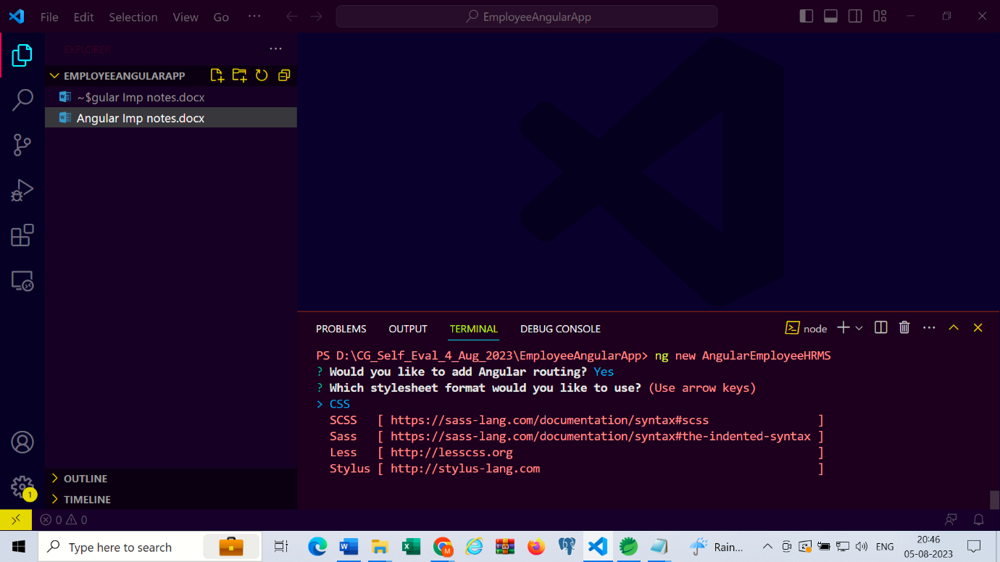 File Edit Selection View Go ··· EmployeeAngularApp
EXPLORER ···
EMPLOYEEANGULARAPP
~$gular Imp notes.docx
Angular Imp notes.docx
PROBLEMS OUTPUT TERMINAL DEBUG CONSOLE node ···
PS D:\CG_Self_Eval_4_Aug_2023\EmployeeAngularApp> ng new AngularEmployeeHRMS
? Would you like to add Angular routing? Yes
? Which stylesheet format would you like to use? (Use arrow keys)
> CSS
SCSS [ https://sass-lang.com/documentation/syntax#scss ]
Sass [ https://sass-lang.com/documentation/syntax#the-indented-syntax ]
Less [ http://lesscss.org ]
Stylus [ http://stylus-lang.com ]
OUTLINE
TIMELINE
1
0 0
Type here to search Rain... ENG 20:46
05-08-2023